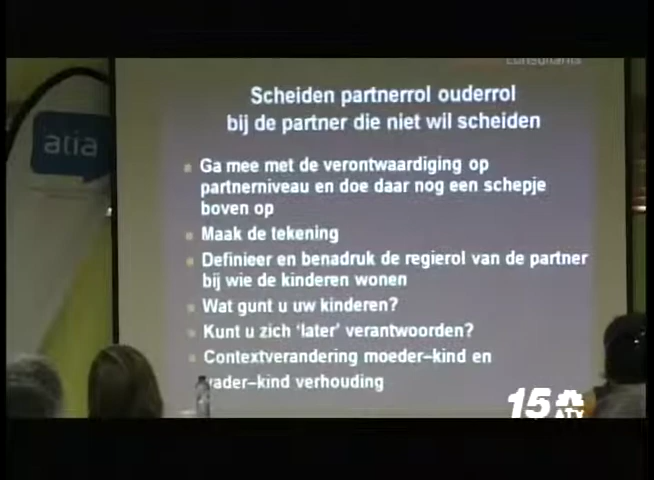 Consultants
Scheiden partnerrol ouderrol
bij de partner die niet wil scheiden
Ga mee met de verontwaardiging op
partnerniveau en doe daar nog een schepje
boven op
Maak de tekening
Definieer en benadruk de regierol van de partner
bij wie de kinderen wonen
Wat gunt u uw kinderen?
Kunt u zich ‘later’ verantwoorden?
Contextverandering moeder–kind en
vader–kind verhouding
15
ATV